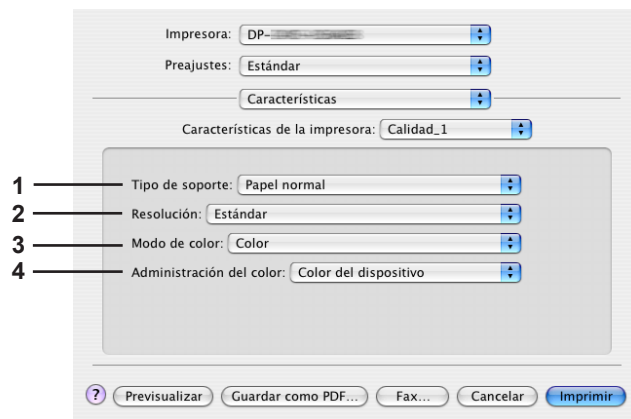 Impresora: DP-
Preajustes: Estándar
Características
Características de la impresora: Calidad_1
1 Tipo de soporte: Papel normal
2 Resolución: Estándar
3 Modo de color: Color
4 Administración del color: Color del dispositivo
? Previsualizar Guardar como PDF... Fax... Cancelar Imprimir